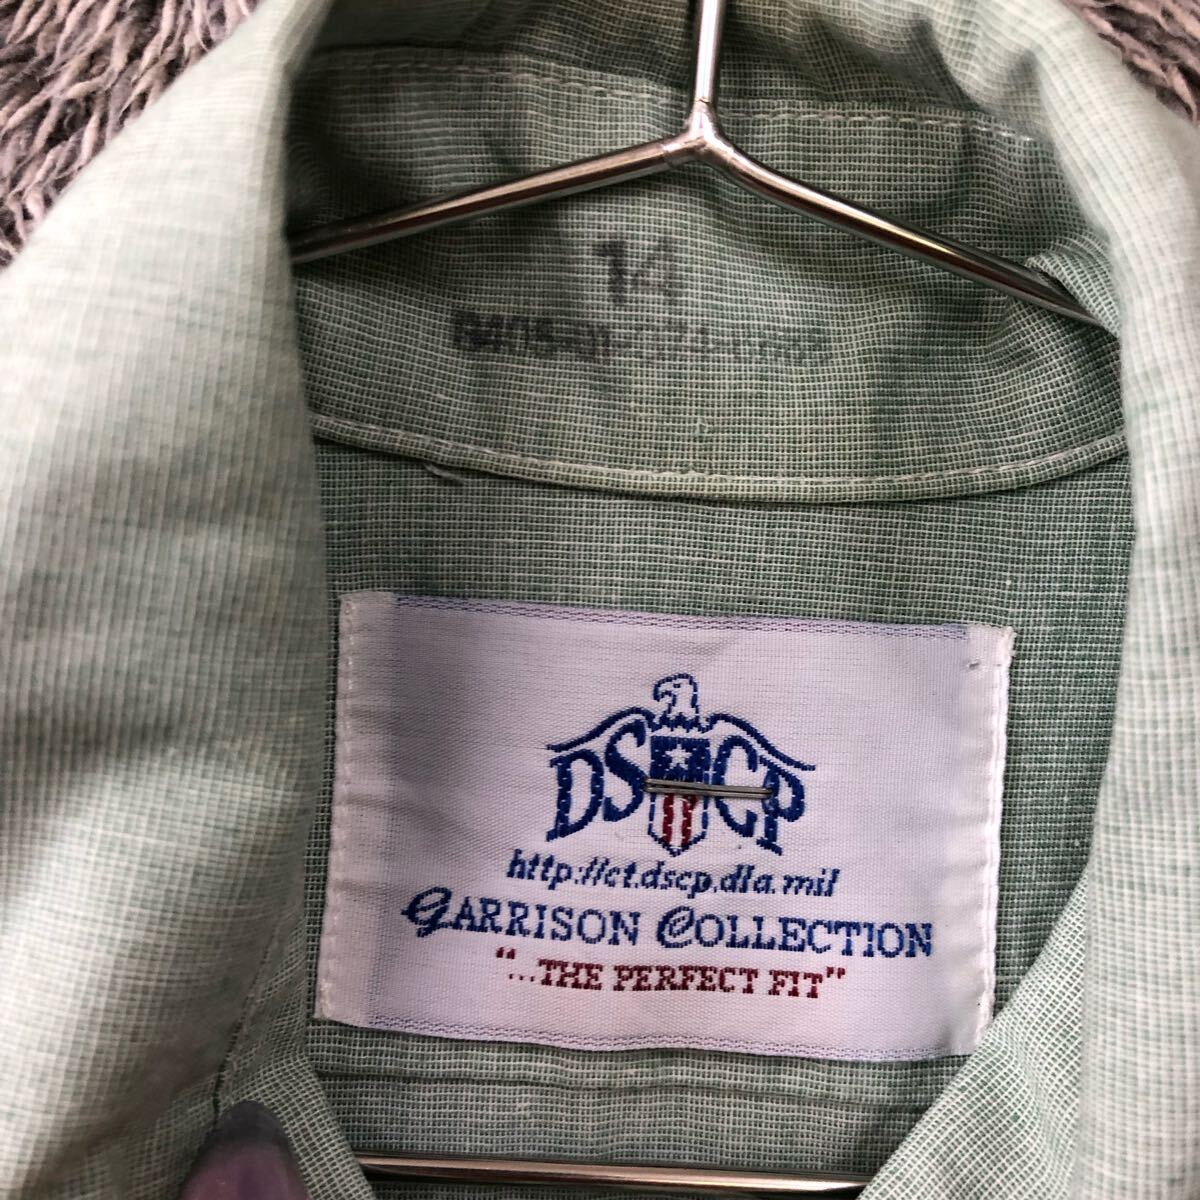 14
DSCP
http://ct.dscp.dla.mil
GARRISON COLLECTION
"...THE PERFECT FIT"